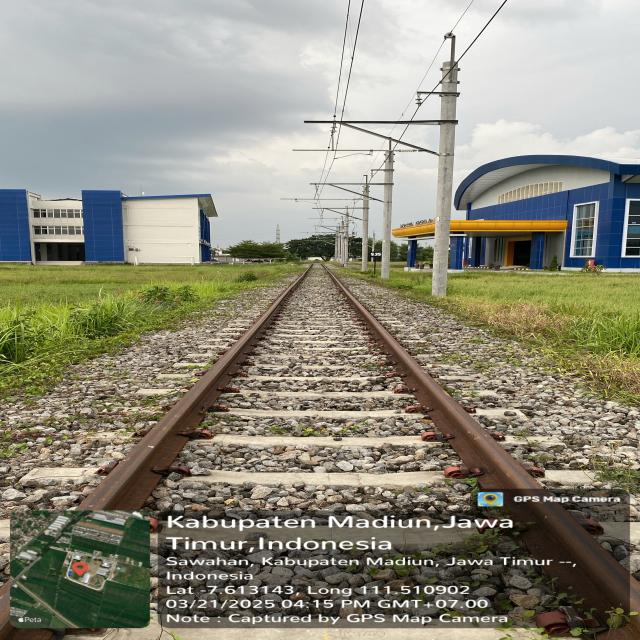 GPS Map Camera
Kabupaten Madiun,Jawa
Timur,Indonesia
Sawahan, Kabupaten Madiun, Jawa Timur --,
Indonesia
Lat -7.613143, Long 111.510902
03/21/2025 04:15 PM GMT+07.00
Note : Captured by GPS Map Camera
Peta